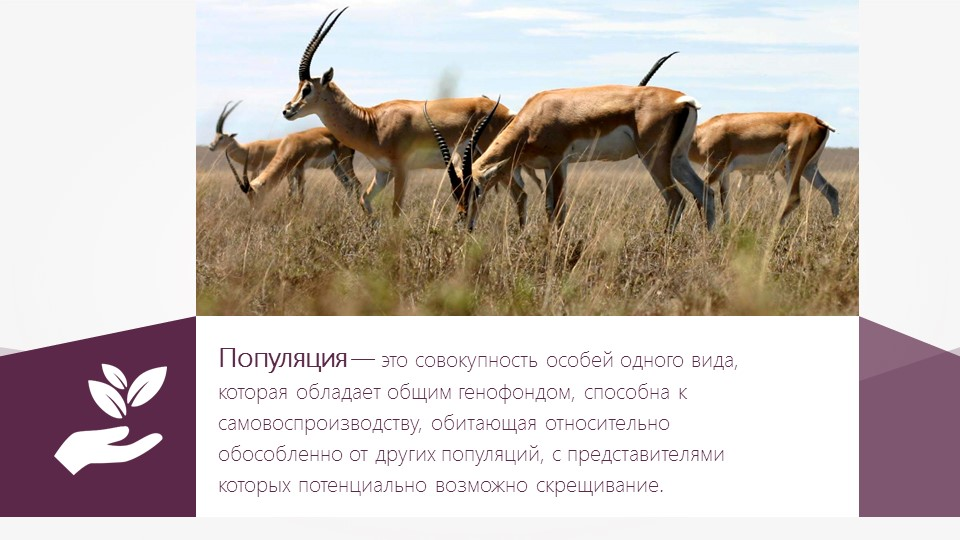 Популяция — это совокупность особей одного вида,
которая обладает общим генофондом, способна к
самовоспроизводству, обитающая относительно
обособленно от других популяций, с представителями
которых потенциально возможно скрещивание.